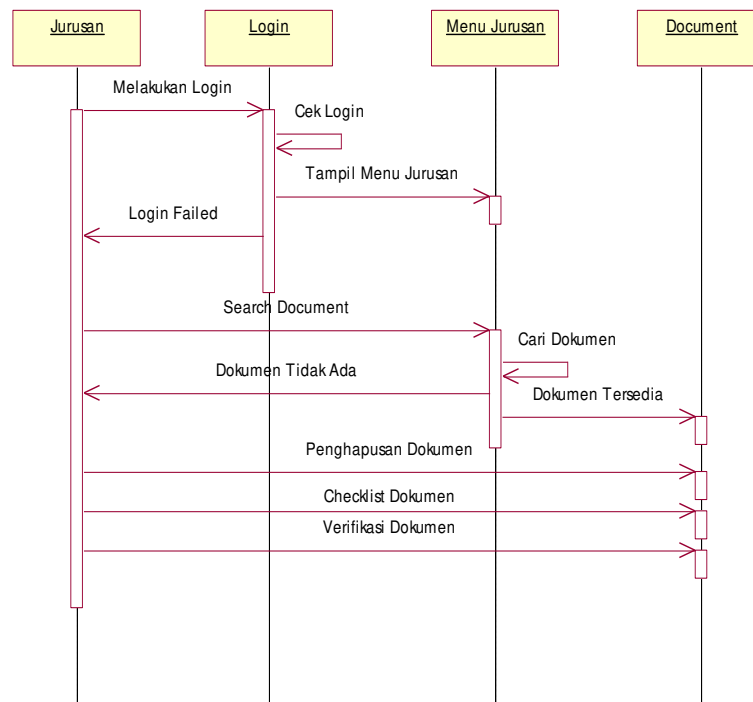 Jurusan
Login
Menu Jurusan
Document
Melakukan Login
Cek Login
Tampil Menu Jurusan
Login Failed
Search Document
Cari Dokumen
Dokumen Tidak Ada
Dokumen Tersedia
Penghapusan Dokumen
Checklist Dokumen
Verifikasi Dokumen